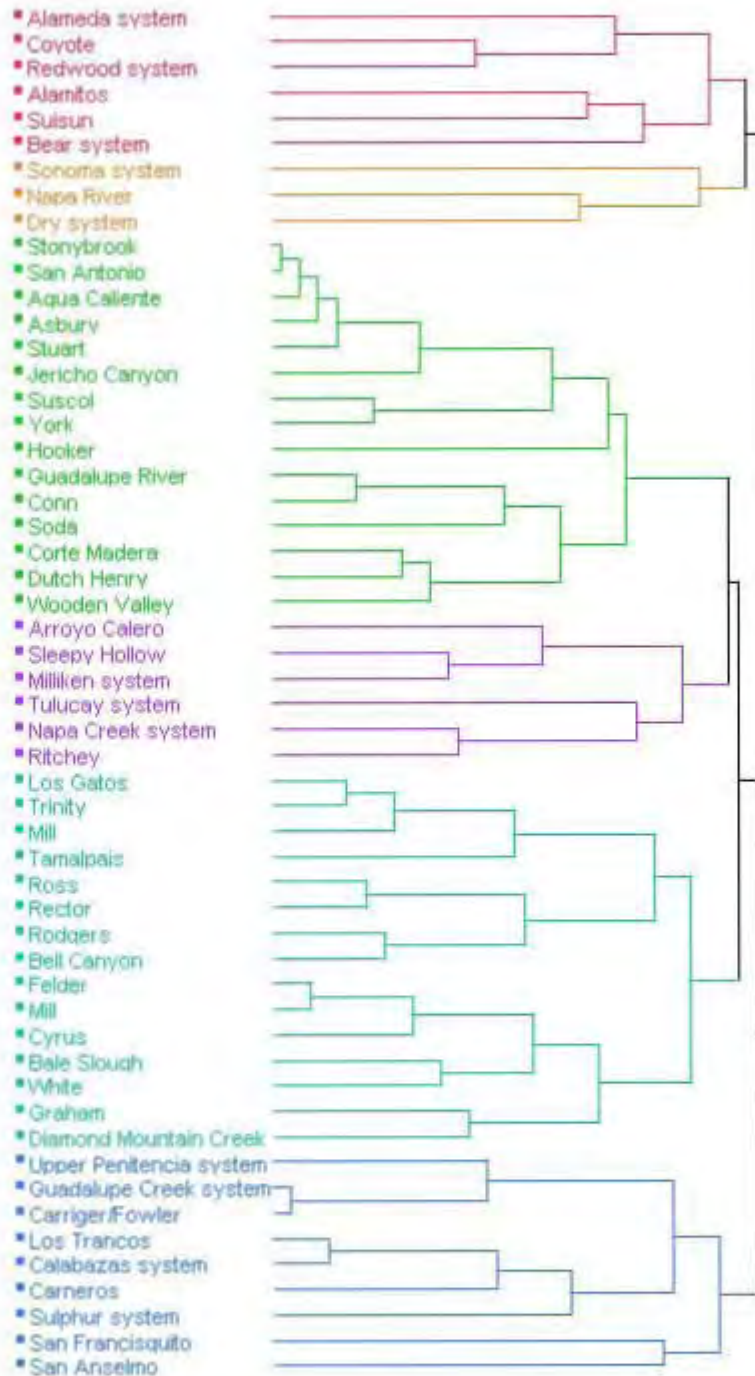 Alameda system
Coyote
Redwood system
Alamitos
Suisun
Bear system
Sonoma system
Napa River
Dry system
Stonybrook
San Antonio
Aqua Caliente
Asbury
Stuart
Jericho Canyon
Suscol
York
Hooker
Guadalupe River
Conn
Soda
Corte Madera
Dutch Henry
Wooden Valley
Arroyo Calero
Sleepy Hollow
Milliken system
Tulucay system
Napa Creek system
Ritchey
Los Gatos
Trinity
Mill
Tamalpais
Ross
Rector
Rodgers
Bell Canyon
Felder
Mill
Cyrus
Bale Slough
White
Graham
Diamond Mountain Creek
Upper Penitencia system
Guadalupe Creek system
Carriger/Fowler
Los Trancos
Calabazas system
Carneros
Sulphur system
San Francisquito
San Anselmo